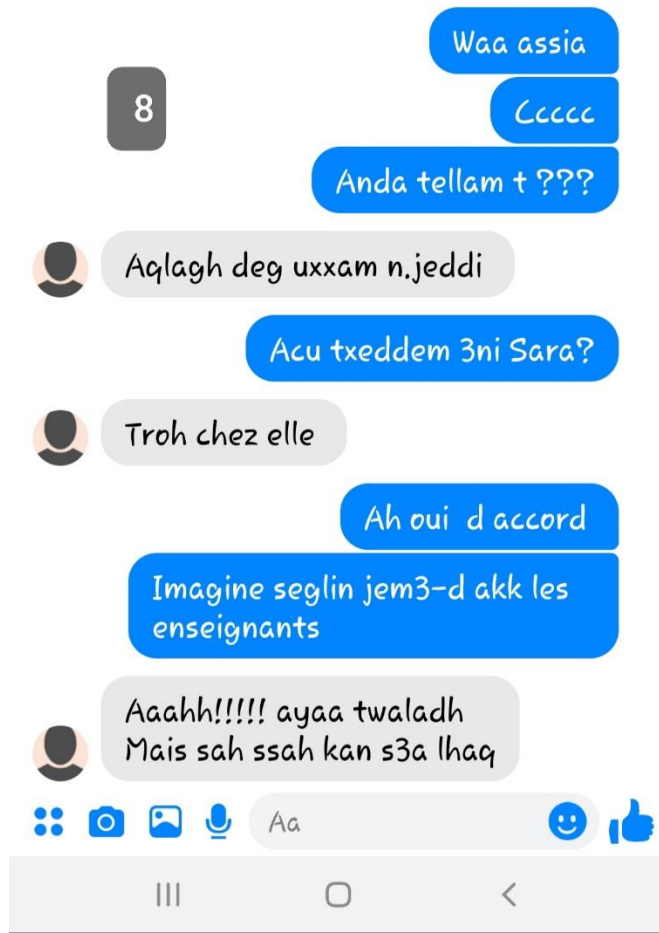 Waa assia
8
Ccccc
Anda tellam t ???
Aqlagh deg uxxam n.jeddi
Acu txeddem 3ni Sara?
Troh chez elle
Ah oui d accord
Imagine seglin jem3-d akk les
enseignants
Aaahh!!!!! ayaa twaladh
Mais sah ssah kan s3a lhaq
Aa